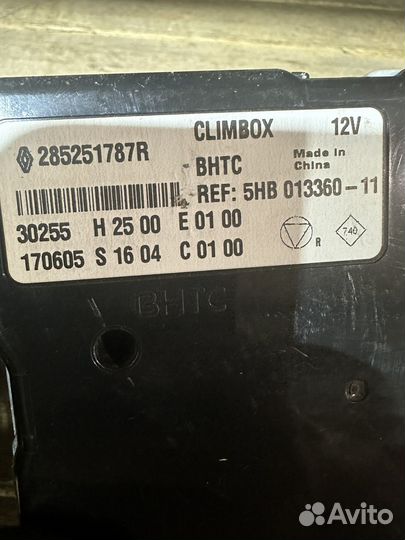 CLIMBOX 12V
285251787R
BHTC Made in China
REF: 5HB 013360-11
30255 H 25 00 E 01 00
170605 S 16 04 C 01 00
R 740
BHTC
Avito